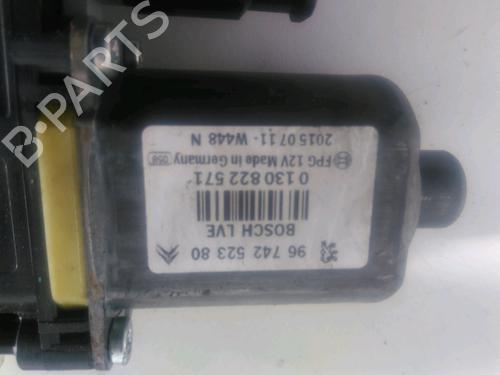 96 742 523 80
BOSCH LVE
0 130 822 571
FPG 12V Made in Germany 058
2015 07 11 - W448 N
B-PARTS